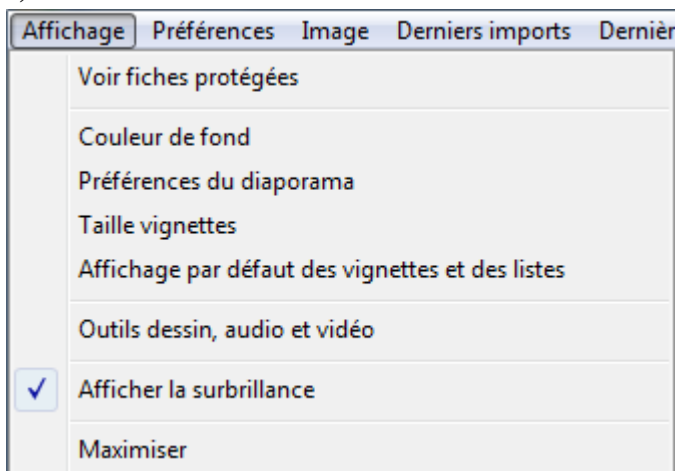 Affichage Préférences Image Derniers imports Dernièr
Voir fiches protégées
Couleur de fond
Préférences du diaporama
Taille vignettes
Affichage par défaut des vignettes et des listes
Outils dessin, audio et vidéo
Afficher la surbrillance
Maximiser